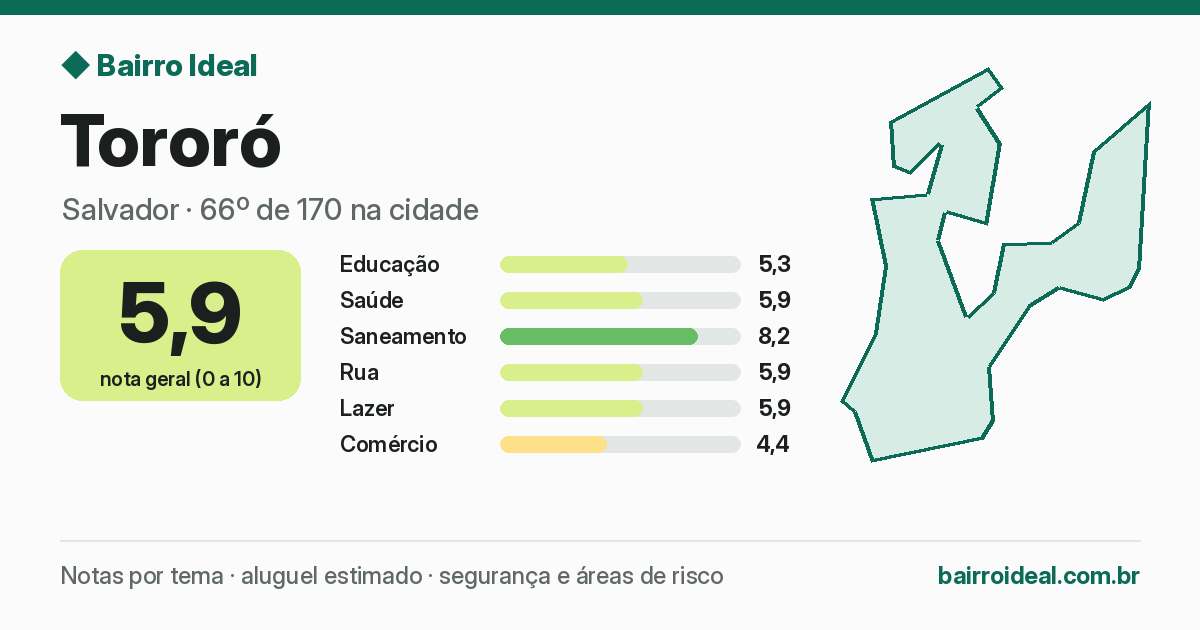 Bairro Ideal
Tororó
Salvador · 66º de 170 na cidade
5,9
nota geral (0 a 10)
Educação 5,3
Saúde 5,9
Saneamento 8,2
Rua 5,9
Lazer 5,9
Comércio 4,4
Notas por tema · aluguel estimado · segurança e áreas de risco
bairroideal.com.br